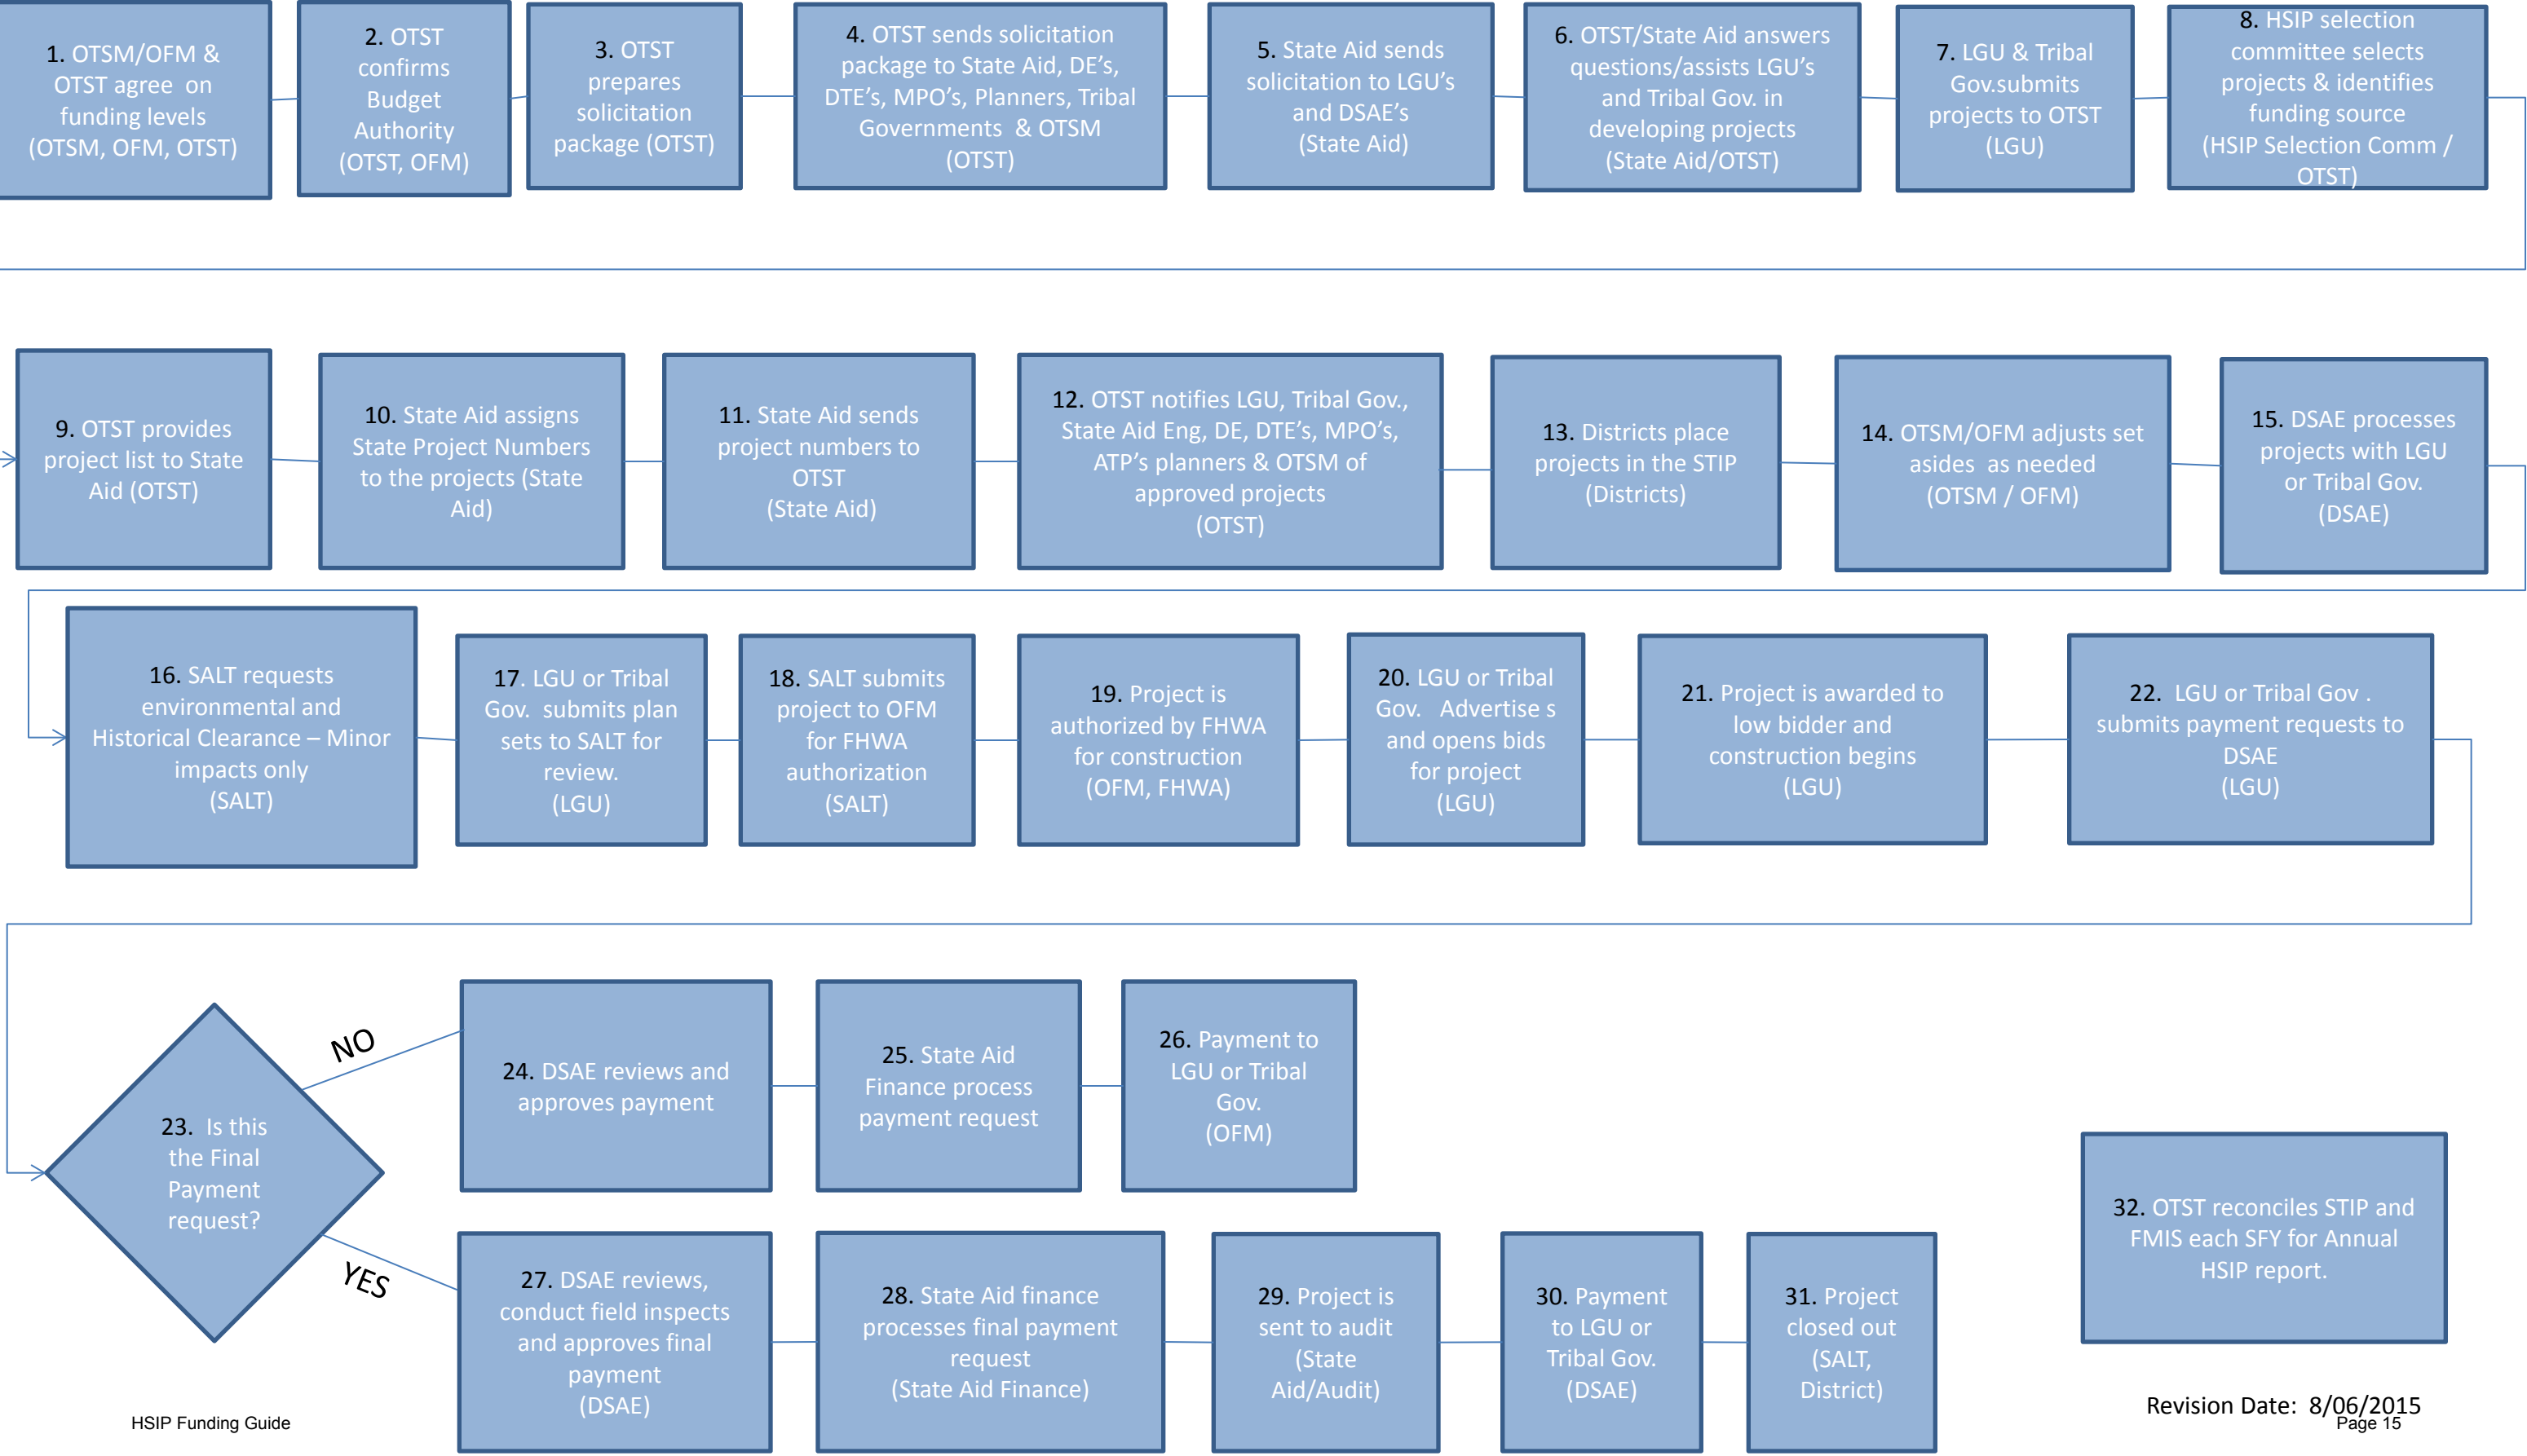 1. OTSM/OFM &
OTST agree on
funding levels
(OTSM, OFM, OTST)
2. OTST
confirms
Budget
Authority
(OTST, OFM)
3. OTST
prepares
solicitation
package (OTST)
4. OTST sends solicitation
package to State Aid, DE's,
DTE's, MPO's, Planners, Tribal
Governments & OTSM
(OTST)
5. State Aid sends
solicitation to LGU's
and DSAE's
(State Aid)
6. OTST/State Aid answers
questions/assists LGU's
and Tribal Gov. in
developing projects
(State Aid/OTST)
7. LGU & Tribal
Gov.submits
projects to OTST
(LGU)
8. HSIP selection
committee selects
projects & identifies
funding source
(HSIP Selection Comm /
OTST)
9. OTST provides
project list to State
Aid (OTST)
10. State Aid assigns
State Project Numbers
to the projects (State
Aid)
11. State Aid sends
project numbers to
OTST
(State Aid)
12. OTST notifies LGU, Tribal Gov.,
State Aid Eng, DE, DTE's, MPO's,
ATP's planners & OTSM of
approved projects
(OTST)
13. Districts place
projects in the STIP
(Districts)
14. OTSM/OFM adjusts set
asides as needed
(OTSM / OFM)
15. DSAE processes
projects with LGU
or Tribal Gov.
(DSAE)
16. SALT requests
environmental and
Historical Clearance – Minor
impacts only
(SALT)
17. LGU or Tribal
Gov. submits plan
sets to SALT for
review.
(LGU)
18. SALT submits
project to OFM
for FHWA
authorization
(SALT)
19. Project is
authorized by FHWA
for construction
(OFM, FHWA)
20. LGU or Tribal
Gov. Advertise s
and opens bids
for project
(LGU)
21. Project is awarded to
low bidder and
construction begins
(LGU)
22. LGU or Tribal Gov .
submits payment requests to
DSAE
(LGU)
23. Is this
the Final
Payment
request?
NO
24. DSAE reviews and
approves payment
25. State Aid
Finance process
payment request
26. Payment to
LGU or Tribal
Gov.
(OFM)
YES
27. DSAE reviews,
conduct field inspects
and approves final
payment
(DSAE)
28. State Aid finance
processes final payment
request
(State Aid Finance)
29. Project is
sent to audit
(State
Aid/Audit)
30. Payment
to LGU or
Tribal Gov.
(DSAE)
31. Project
closed out
(SALT,
District)
32. OTST reconciles STIP and
FMIS each SFY for Annual
HSIP report.
HSIP Funding Guide
Revision Date: 8/06/2015
Page 15